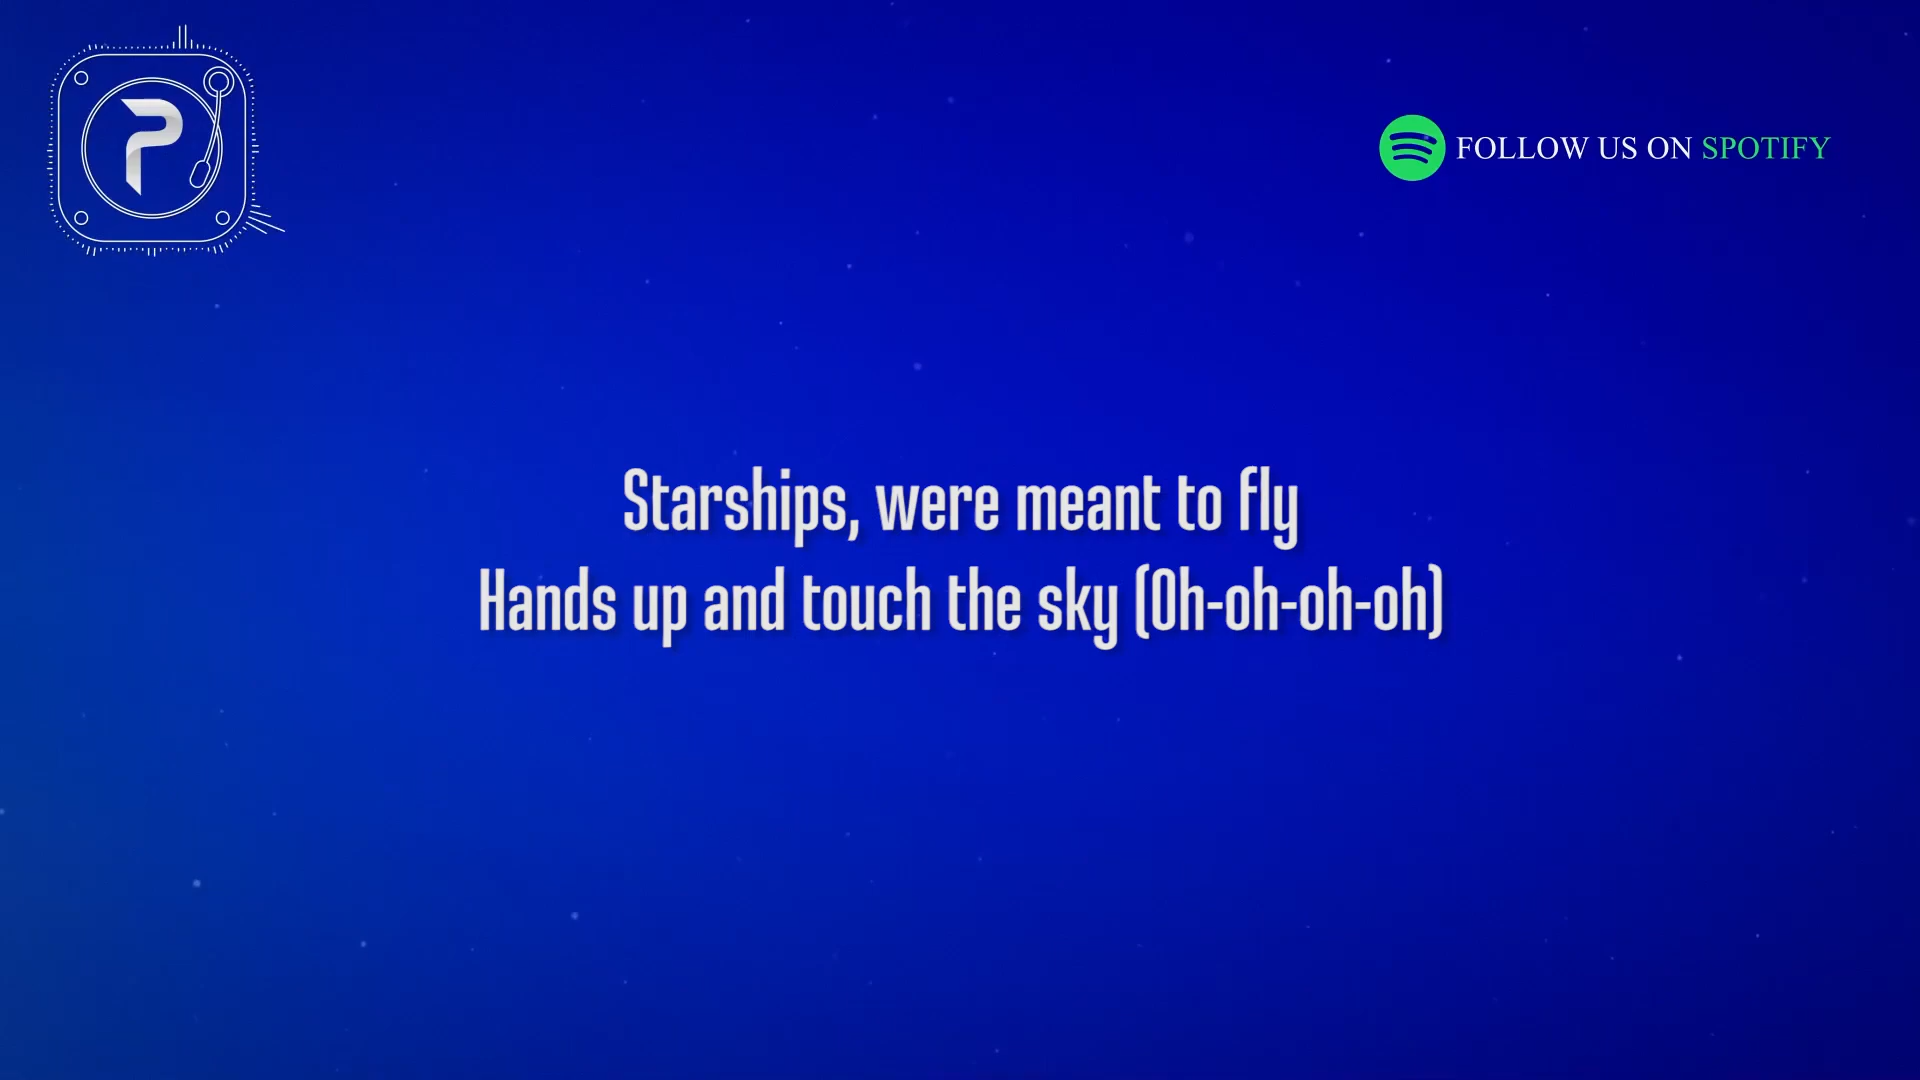 FOLLOW US ON SPOTIFY
Starships, were meant to fly
Hands up and touch the sky (Oh-oh-oh-oh)